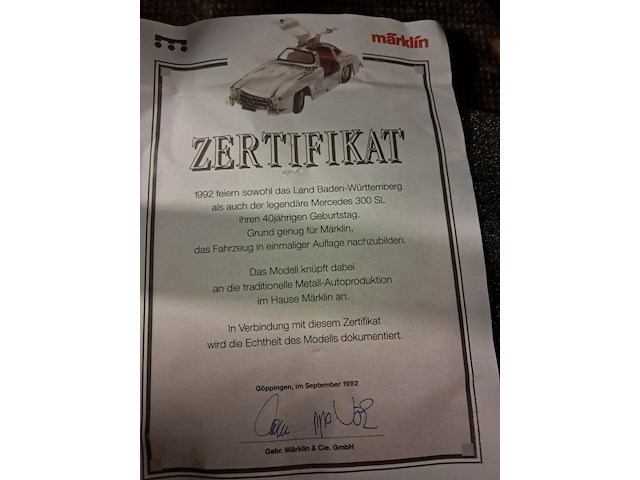 märklin
ZERTIFIKAT
1992 feiern sowohl das Land Baden-Württemberg
als auch der legendäre Mercedes 300 SL
ihren 40jährigen Geburtstag.
Grund genug für Märklin,
das Fahrzeug in einmaliger Auflage nachzubilden.
Das Modell knüpft dabei
an die traditionelle Metall-Autoproduktion
im Hause Märklin an.
In Verbindung mit diesem Zertifikat
wird die Echtheit des Modells dokumentiert.
Göppingen, im September 1992
Gebr. Märklin & Cie. GmbH